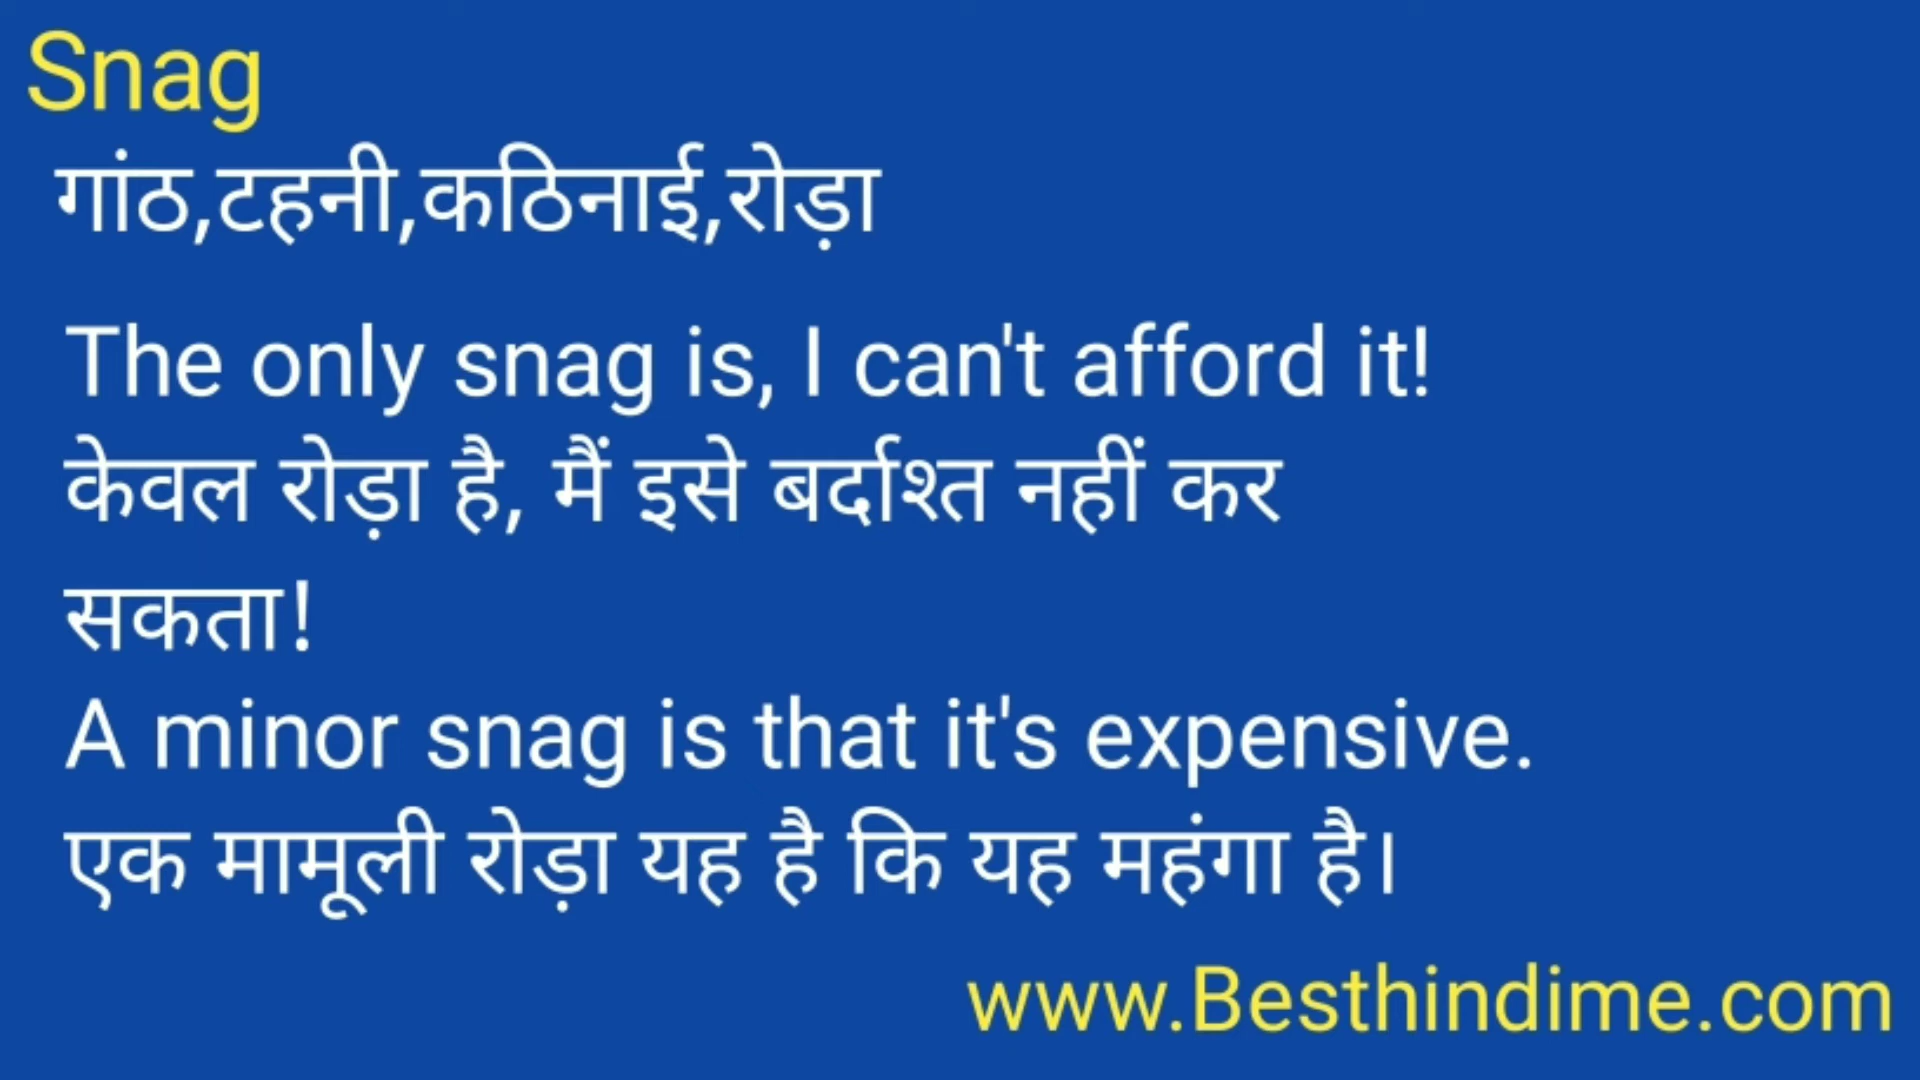 Snag
गांठ,टहनी,कठिनाई,रोड़ा
The only snag is, I can't afford it!
केवल रोड़ा है, मैं इसे बर्दाश्त नहीं कर
सकता!
A minor snag is that it's expensive.
एक मामूली रोड़ा यह है कि यह महंगा है।
www.Besthindime.com